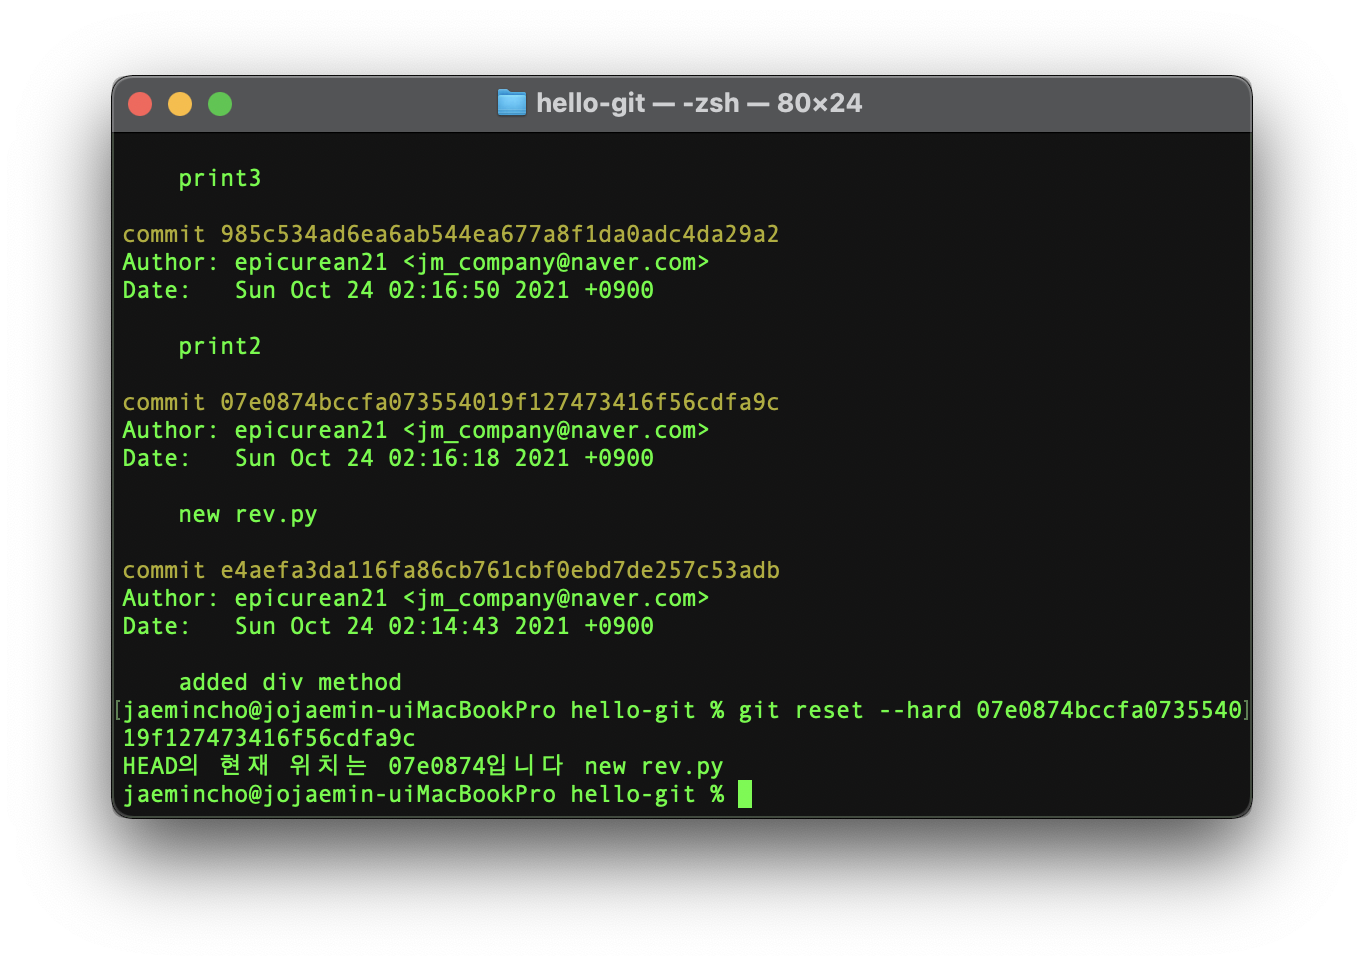 hello-git — -zsh — 80×24
print3
commit 985c534ad6ea6ab544ea677a8f1da0adc4da29a2
Author: epicurean21 <jm_company@naver.com>
Date:   Sun Oct 24 02:16:50 2021 +0900
print2
commit 07e0874bccfa073554019f127473416f56cdfa9c
Author: epicurean21 <jm_company@naver.com>
Date:   Sun Oct 24 02:16:18 2021 +0900
new rev.py
commit e4aefa3da116fa86cb761cbf0ebd7de257c53adb
Author: epicurean21 <jm_company@naver.com>
Date:   Sun Oct 24 02:14:43 2021 +0900
added div method
[jaemincho@jojaemin-uiMacBookPro hello-git % git reset --hard 07e0874bccfa0735540]
19f127473416f56cdfa9c
HEAD의 현재 위치는 07e0874입니다 new rev.py
jaemincho@jojaemin-uiMacBookPro hello-git %